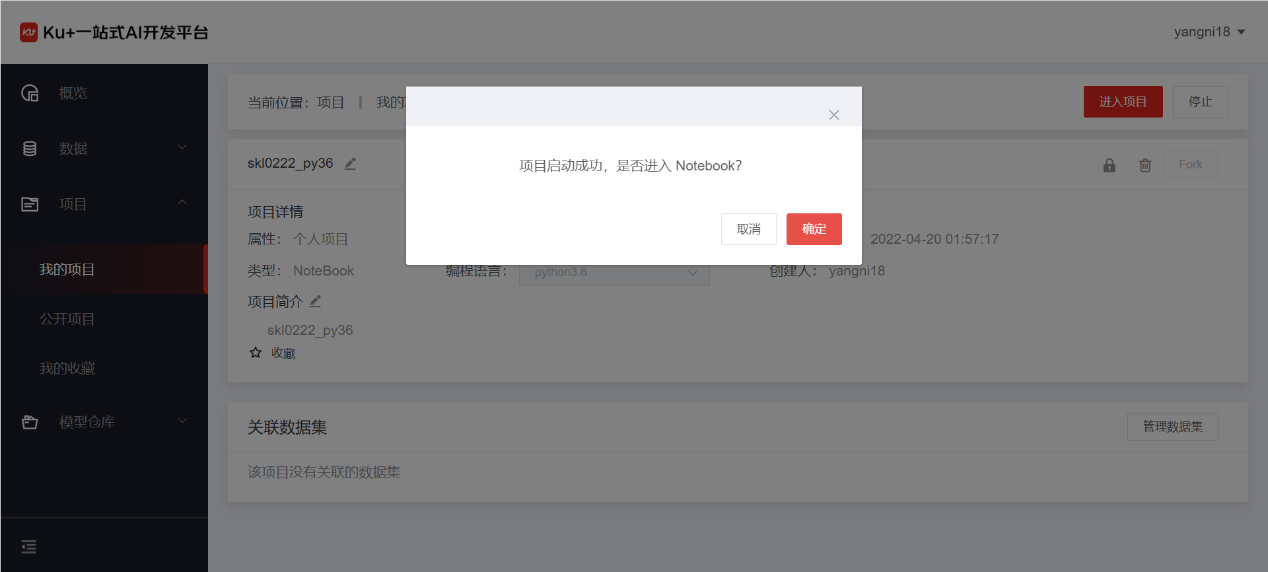 Ku+一站式AI开发平台
yangni18
概览
数据
项目
我的项目
公开项目
我的收藏
模型仓库
当前位置：项目 | 我的
进入项目 停止
项目启动成功，是否进入 Notebook?
取消 确定
skl0222_py36
Fork
项目详情
属性： 个人项目 2022-04-20 01:57:17
类型： NoteBook 编程语言： python3.6 创建人： yangni18
项目简介
skl0222_py36
收藏
关联数据集 管理数据集
该项目没有关联的数据集